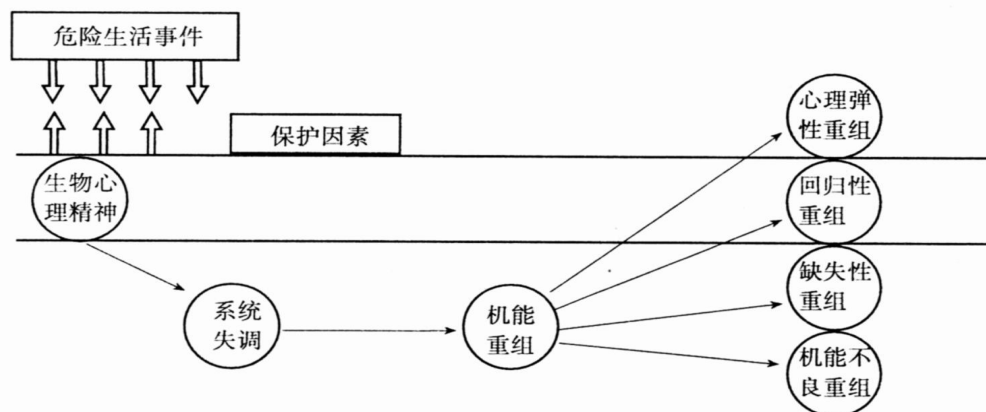 危险生活事件
保护因素
生物心
理精神
系统
失调
机能
重组
心理弹
性重组
回归性
重组
缺失性
重组
机能不
良重组